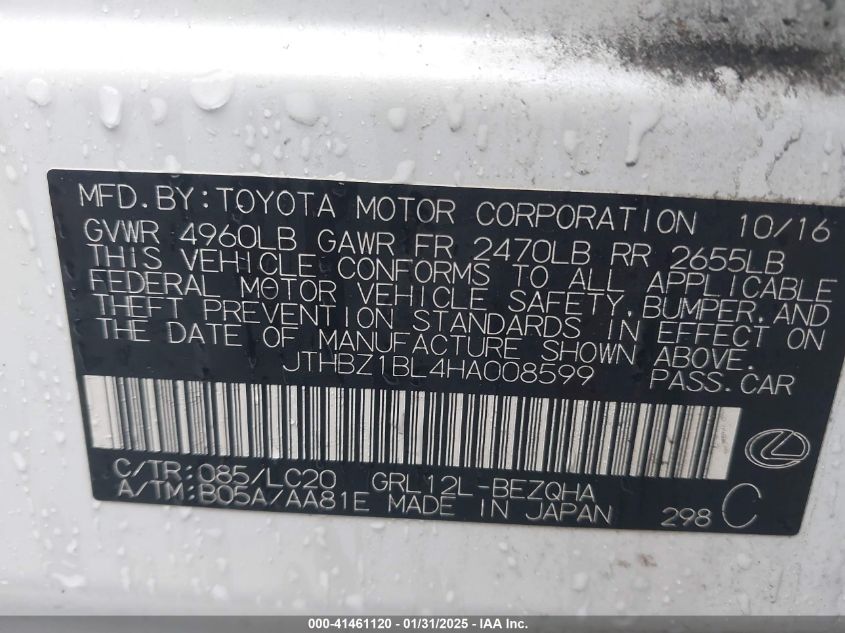 MFD.BY:TOYOTA MOTOR CORPORATION 10/16
GVWR 4960LB GAWR FR 2470LB RR 2655LB
THIS VEHICLE CONFORMS TO ALL APPLICABLE
FEDERAL MOTOR VEHICLE SAFETY,BUMPER,AND
THEFT PREVENTION STANDARDS IN EFFECT ON
THE DATE OF MANUFACTURE SHOWN ABOVE.
JTHBZ1BL4HA008599 PASS.CAR
C/TR:085/LC20 GRL12L-BEZQHA
A/TM:B05A/AA81E MADE IN JAPAN 298 C
000-41461120 - 01/31/2025 - IAA Inc.